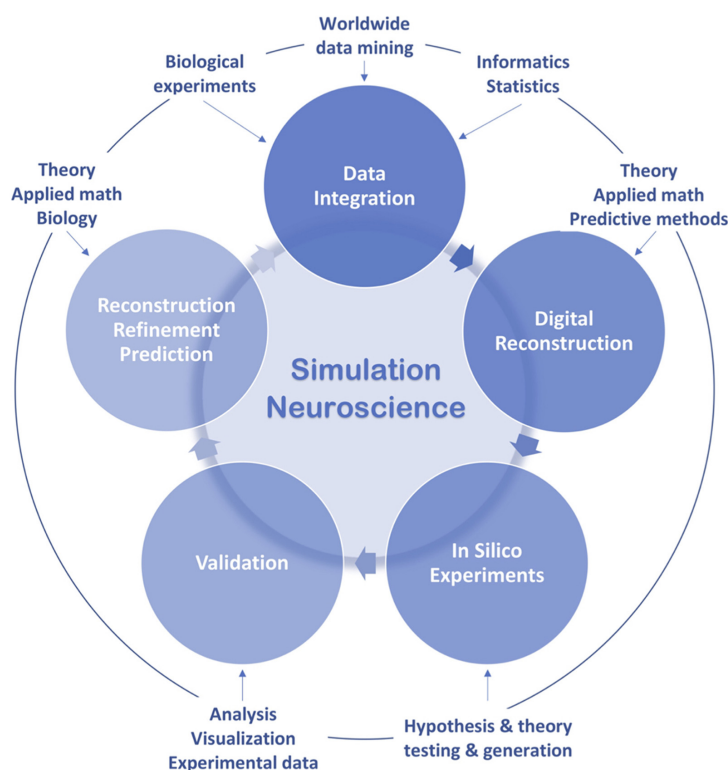 Worldwide
data mining
Biological
experiments
Informatics
Statistics
Data
Integration
Theory
Applied math
Biology
Theory
Applied math
Predictive methods
Reconstruction
Refinement
Prediction
Digital
Reconstruction
Simulation
Neuroscience
Validation
In Silico
Experiments
Analysis
Visualization
Experimental data
Hypothesis & theory
testing & generation